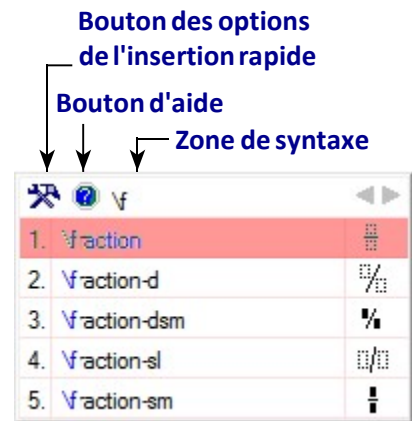 Bouton des options
de l'insertion rapide
Bouton d'aide
Zone de syntaxe
\f
1. \fraction
2. \fraction-d
3. \fraction-dsm
4. \fraction-sl
5. \fraction-sm